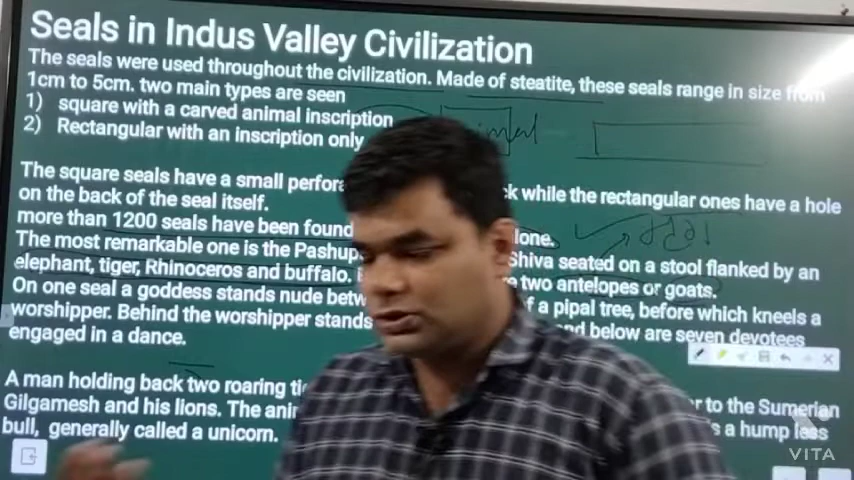 Seals in Indus Valley Civilization
The seals were used throughout the civilization. Made of steatite, these seals range in size from
1cm to 5cm. two main types are seen
1) square with a carved animal inscription
2) Rectangular with an inscription only
The square seals have a small perfora ck while the rectangular ones have a hole
on the back of the seal itself.
more than 1200 seals have been found lone.
The most remarkable one is the Pashup Shiva seated on a stool flanked by an
elephant, tiger, Rhinoceros and buffalo. two antelopes or goats.
On one seal a goddess stands nude betw f a pipal tree, before which kneels a
worshipper. Behind the worshipper stands and below are seven devotees
engaged in a dance.
A man holding back two roaring ti r to the Sumerian
Gilgamesh and his lions. The ani is a hump less
bull, generally called a unicorn.
VITA